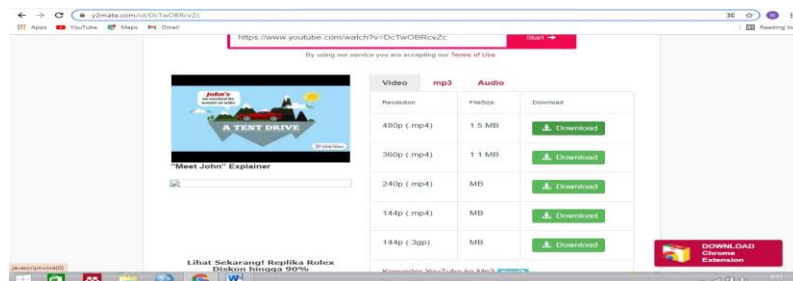 y2mate.com/id/DcTwOBRcvZc
Apps YouTube Maps Gmail Reading
https://www.youtube.com/watch?v=DcTwOBRcvZc Start →
By using our service you are accepting our Terms of Use.
John's
A TEST DRIVE
"Meet John" Explainer
Video mp3 Audio
Resolution FileSize Download
480p (.mp4) 1.5 MB Download
360p (.mp4) 1.1 MB Download
240p (.mp4) MB Download
144p (.mp4) MB Download
144p (.3gp) MB Download
Lihat Sekarang! Replika Rolex
Diskon hingga 90%
Konverder YouTube ke Mp3
DOWNLOAD
Chrome
Extension
javascript:void(0)